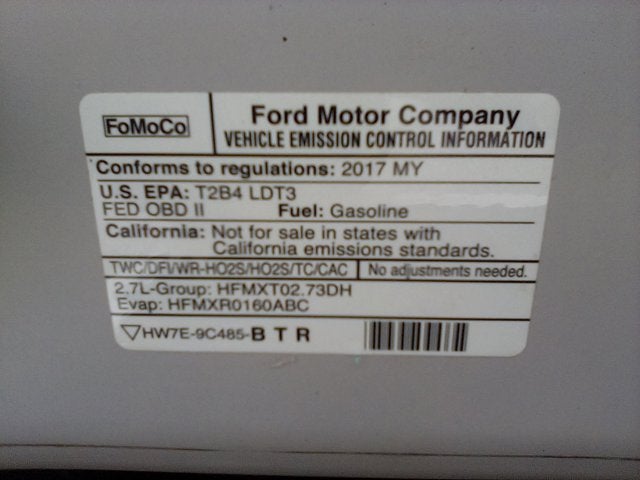 FoMoCo
Ford Motor Company
VEHICLE EMISSION CONTROL INFORMATION
Conforms to regulations: 2017 MY
U.S. EPA: T2B4 LDT3
FED OBD II Fuel: Gasoline
California: Not for sale in states with
California emissions standards.
TWC/DFI/WR-HO2S/HO2S/TC/CAC No adjustments needed.
2.7L-Group: HFMXT02.73DH
Evap: HFMXR0160ABC
▽HW7E-9C485-B T R